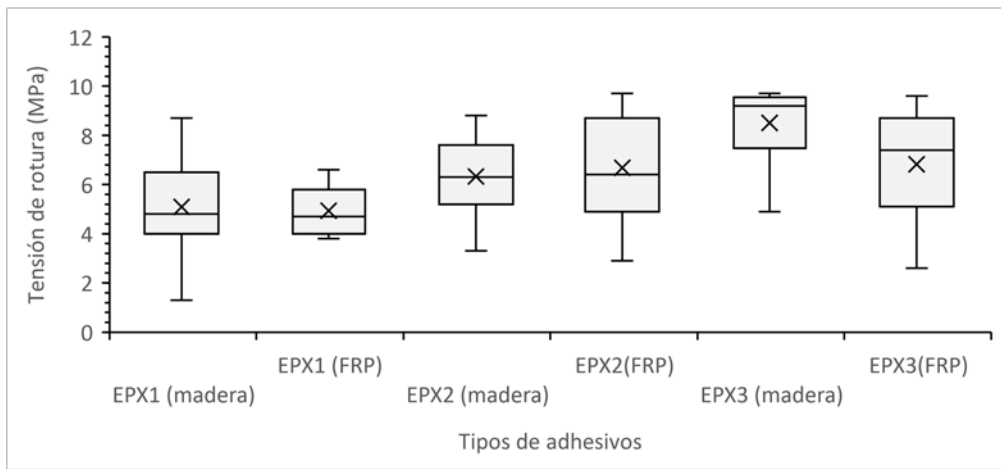 Tensión de rotura (MPa)
12
10
8
6
4
2
0
EPX1 (madera)
EPX1 (FRP)
EPX2 (madera)
EPX2(FRP)
EPX3 (madera)
EPX3(FRP)
Tipos de adhesivos